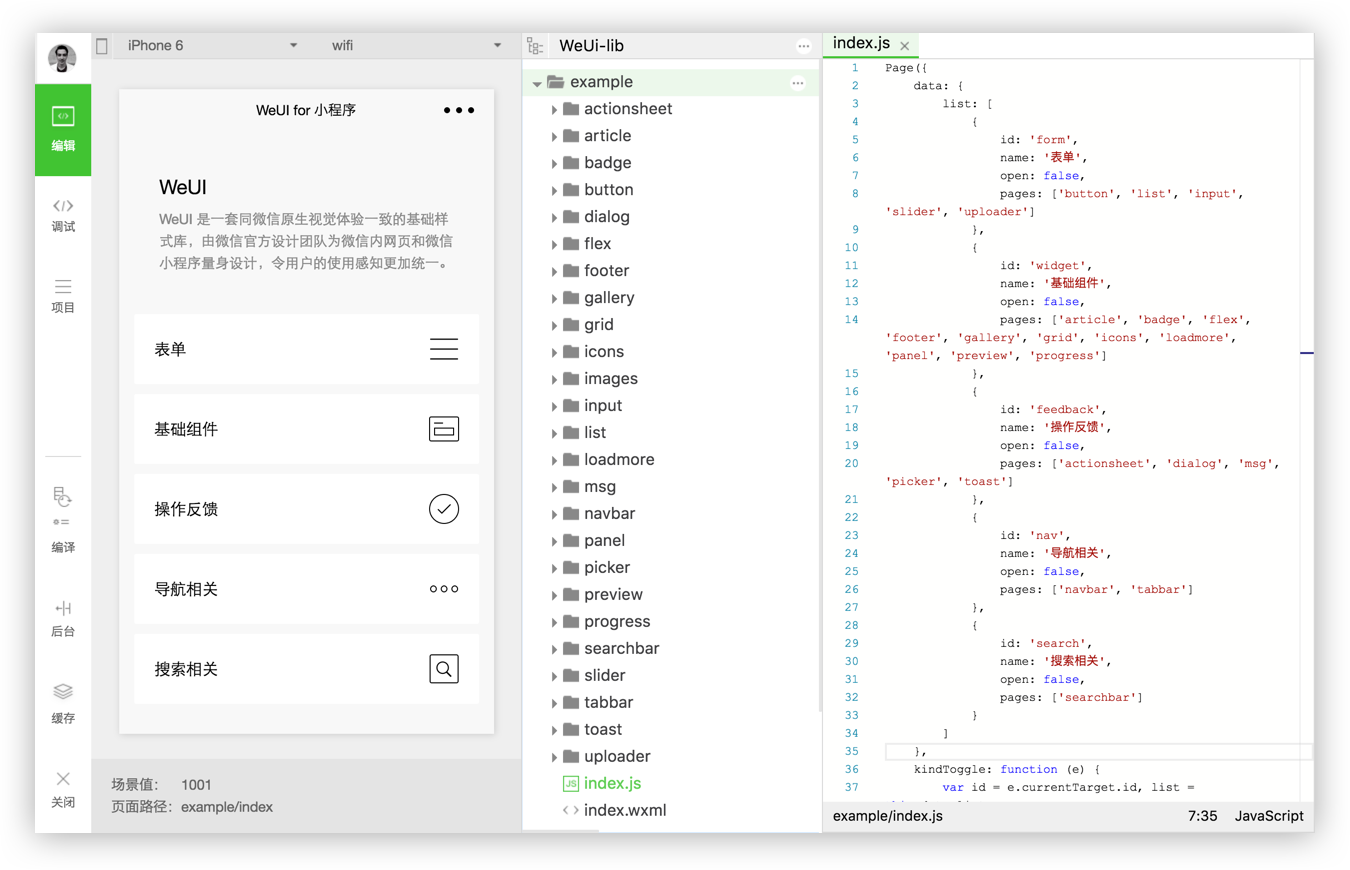 iPhone 6
wifi
编辑
调试
项目
编译
后台
缓存
关闭
WeUI for 小程序
WeUI
WeUI 是一套同微信原生视觉体验一致的基础样
式库，由微信官方设计团队为微信内网页和微信
小程序量身设计，令用户的使用感知更加统一。
表单
基础组件
操作反馈
导航相关
搜索相关
场景值： 1001
页面路径： example/index
WeUi-lib
example
actionsheet
article
badge
button
dialog
flex
footer
gallery
grid
icons
images
input
list
loadmore
msg
navbar
panel
picker
preview
progress
searchbar
slider
tabbar
toast
uploader
JS index.js
index.wxml
index.js
1 Page({
2 data: {
3 list: [
4 {
5 id: 'form',
6 name: '表单',
7 open: false,
8 pages: ['button', 'list', 'input',
'slider', 'uploader']
9 },
10 {
11 id: 'widget',
12 name: '基础组件',
13 open: false,
14 pages: ['article', 'badge', 'flex',
'footer', 'gallery', 'grid', 'icons', 'loadmore',
'panel', 'preview', 'progress']
15 },
16 {
17 id: 'feedback',
18 name: '操作反馈',
19 open: false,
20 pages: ['actionsheet', 'dialog', 'msg',
'picker', 'toast']
21 },
22 {
23 id: 'nav',
24 name: '导航相关',
25 open: false,
26 pages: ['navbar', 'tabbar']
27 },
28 {
29 id: 'search',
30 name: '搜索相关',
31 open: false,
32 pages: ['searchbar']
33 }
34 ]
35 },
36 kindToggle: function (e) {
37 var id = e.currentTarget.id, list =
example/index.js
7:35 JavaScript